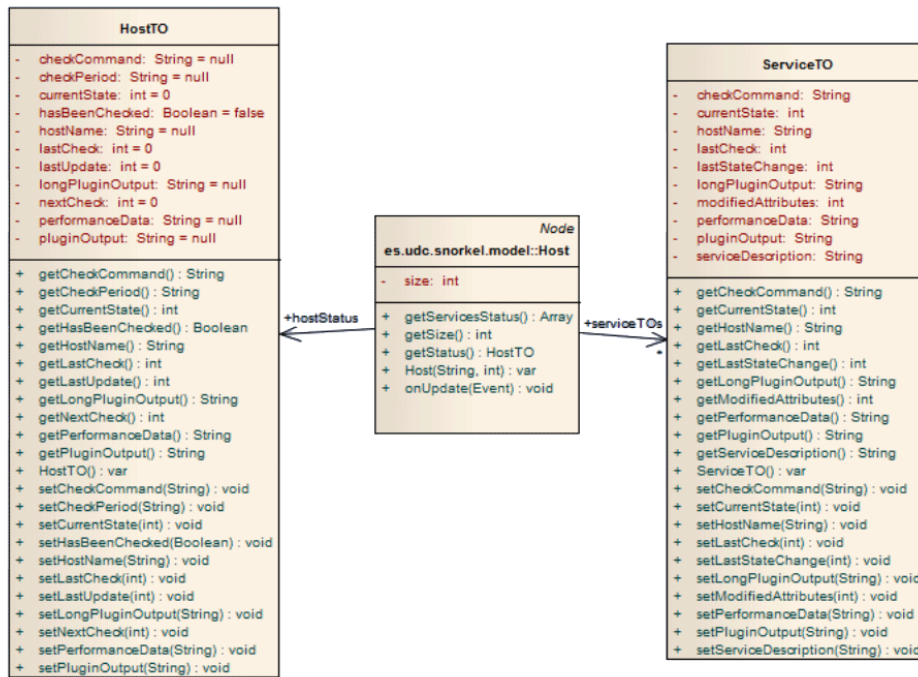 HostTO
- checkCommand: String = null
- checkPeriod: String = null
- currentState: int = 0
- hasBeenChecked: Boolean = false
- hostName: String = null
- lastCheck: int = 0
- lastUpdate: int = 0
- longPluginOutput: String = null
- nextCheck: int = 0
- performanceData: String = null
- pluginOutput: String = null
+ getCheckCommand() : String
+ getCheckPeriod() : String
+ getCurrentState() : int
+ getHasBeenChecked() : Boolean
+ getHostName() : String
+ getLastCheck() : int
+ getLastUpdate() : int
+ getLongPluginOutput() : String
+ getNextCheck() : int
+ getPerformanceData() : String
+ getPluginOutput() : String
+ HostTO() : var
+ setCheckCommand(String) : void
+ setCheckPeriod(String) : void
+ setCurrentState(int) : void
+ setHasBeenChecked(Boolean) : void
+ setHostName(String) : void
+ setLastCheck(int) : void
+ setLastUpdate(int) : void
+ setLongPluginOutput(String) : void
+ setNextCheck(int) : void
+ setPerformanceData(String) : void
+ setPluginOutput(String) : void
+hostStatus
Node
es.udc.snorkel.model::Host
- size: int
+ getServicesStatus() : Array
+ getSize() : int
+ getStatus() : HostTO
+ Host(String, int) : var
+ onUpdate(Event) : void
+serviceTOs
*
ServiceTO
- checkCommand: String
- currentState: int
- hostName: String
- lastCheck: int
- lastStateChange: int
- longPluginOutput: String
- modifiedAttributes: int
- performanceData: String
- pluginOutput: String
- serviceDescription: String
+ getCheckCommand() : String
+ getCurrentState() : int
+ getHostName() : String
+ getLastCheck() : int
+ getLastStateChange() : int
+ getLongPluginOutput() : String
+ getModifiedAttributes() : int
+ getPerformanceData() : String
+ getPluginOutput() : String
+ getServiceDescription() : String
+ ServiceTO() : var
+ setCheckCommand(String) : void
+ setCurrentState(int) : void
+ setHostName(String) : void
+ setLastCheck(int) : void
+ setLastStateChange(int) : void
+ setLongPluginOutput(String) : void
+ setModifiedAttributes(int) : void
+ setPerformanceData(String) : void
+ setPluginOutput(String) : void
+ setServiceDescription(String) : void